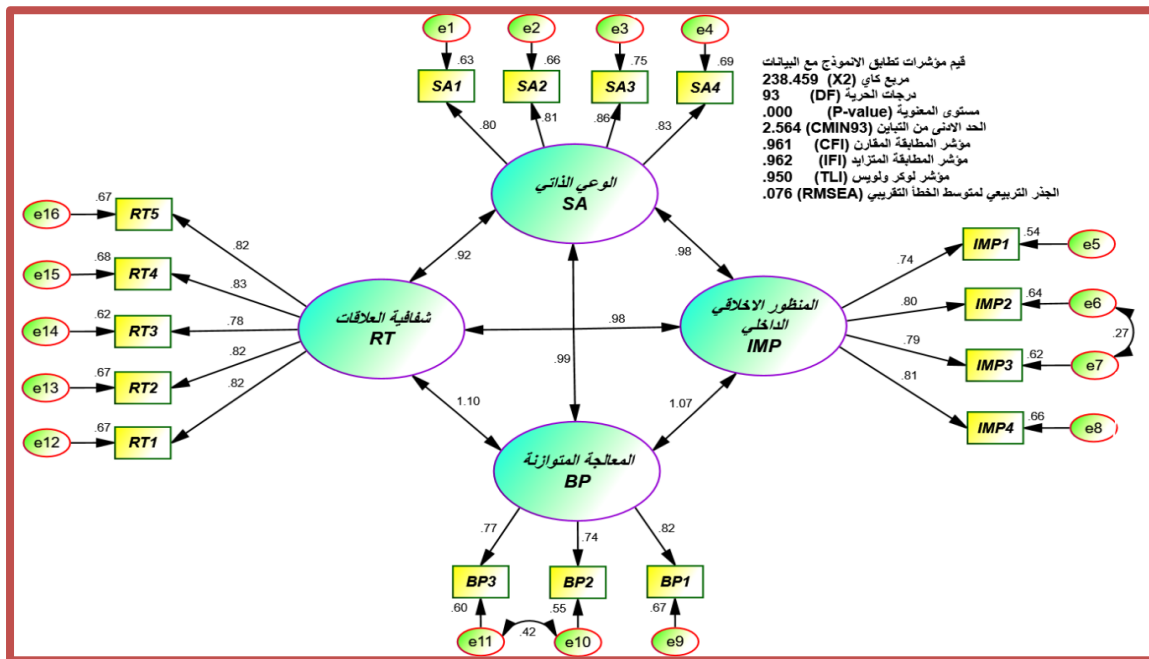 e1
e2
e3
e4
.63
.66
.75
.69
SA1
SA2
SA3
SA4
.80
.81
.86
.83
قيم مؤشرات تطابق الانموذج مع البيانات
مربع كاي (X2) 238.459
درجات الحرية (DF) 93
مستوى المعنوية (P-value) .000
الحد الادنى من التباين (CMIN93) 2.564
مؤشر المطابقة المقارن (CFI) .961
مؤشر المطابقة المتزايد (IFI) .962
مؤشر لوكر ولويس (TLI) .950
الجذر التربيعي لمتوسط الخطأ التقريبي (RMSEA) .076
الوعي الذاتي
SA
.92
.98
.98
.99
1.10
1.07
e16
.67
RT5
.82
e15
.68
RT4
.83
e14
.62
RT3
.78
e13
.67
RT2
.82
e12
.67
RT1
.82
شفافية العلاقات
RT
المنظور الاخلاقي
الداخلي
IMP
.74
IMP1
.54
e5
.80
IMP2
.64
e6
.79
IMP3
.62
e7
.27
.81
IMP4
.66
e8
المعالجة المتوازنة
BP
.77
.74
.82
BP3
BP2
BP1
.60
.55
.67
e11
.42
e10
e9